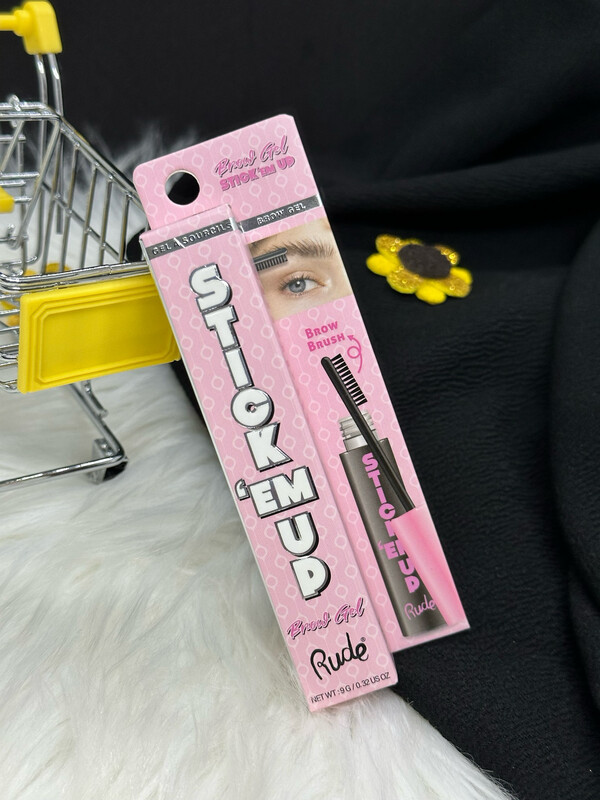 Brow Gel
STICK 'EM UP
GEL À SOURCILS
BROW GEL
STICK 'EM UP
Brow Gel
Rude®
NET WT : 9 G / 0.32 US OZ
BROW
BRUSH
STICK 'EM UP
Rude